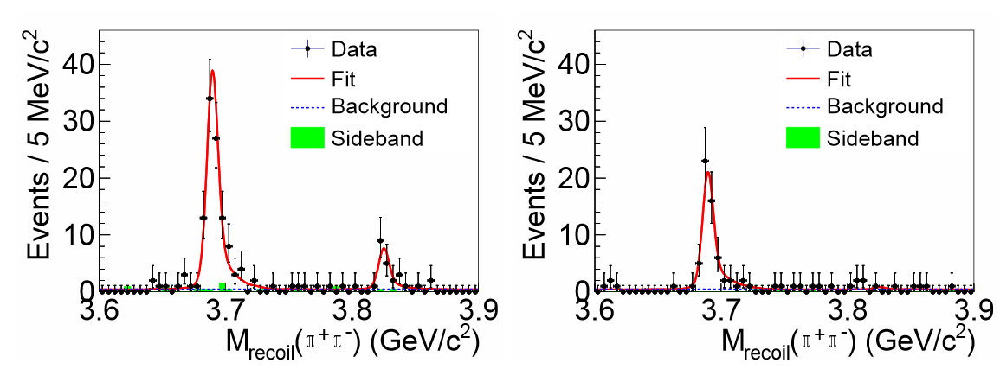 Events / 5 MeV/c²
40
30
20
10
0
Data
Fit
Background
Sideband
3.6 3.7 3.8 3.9
M_recoil(π⁺π⁻) (GeV/c²)
Events / 5 MeV/c²
40
30
20
10
0
Data
Fit
Background
Sideband
3.6 3.7 3.8 3.9
M_recoil(π⁺π⁻) (GeV/c²)